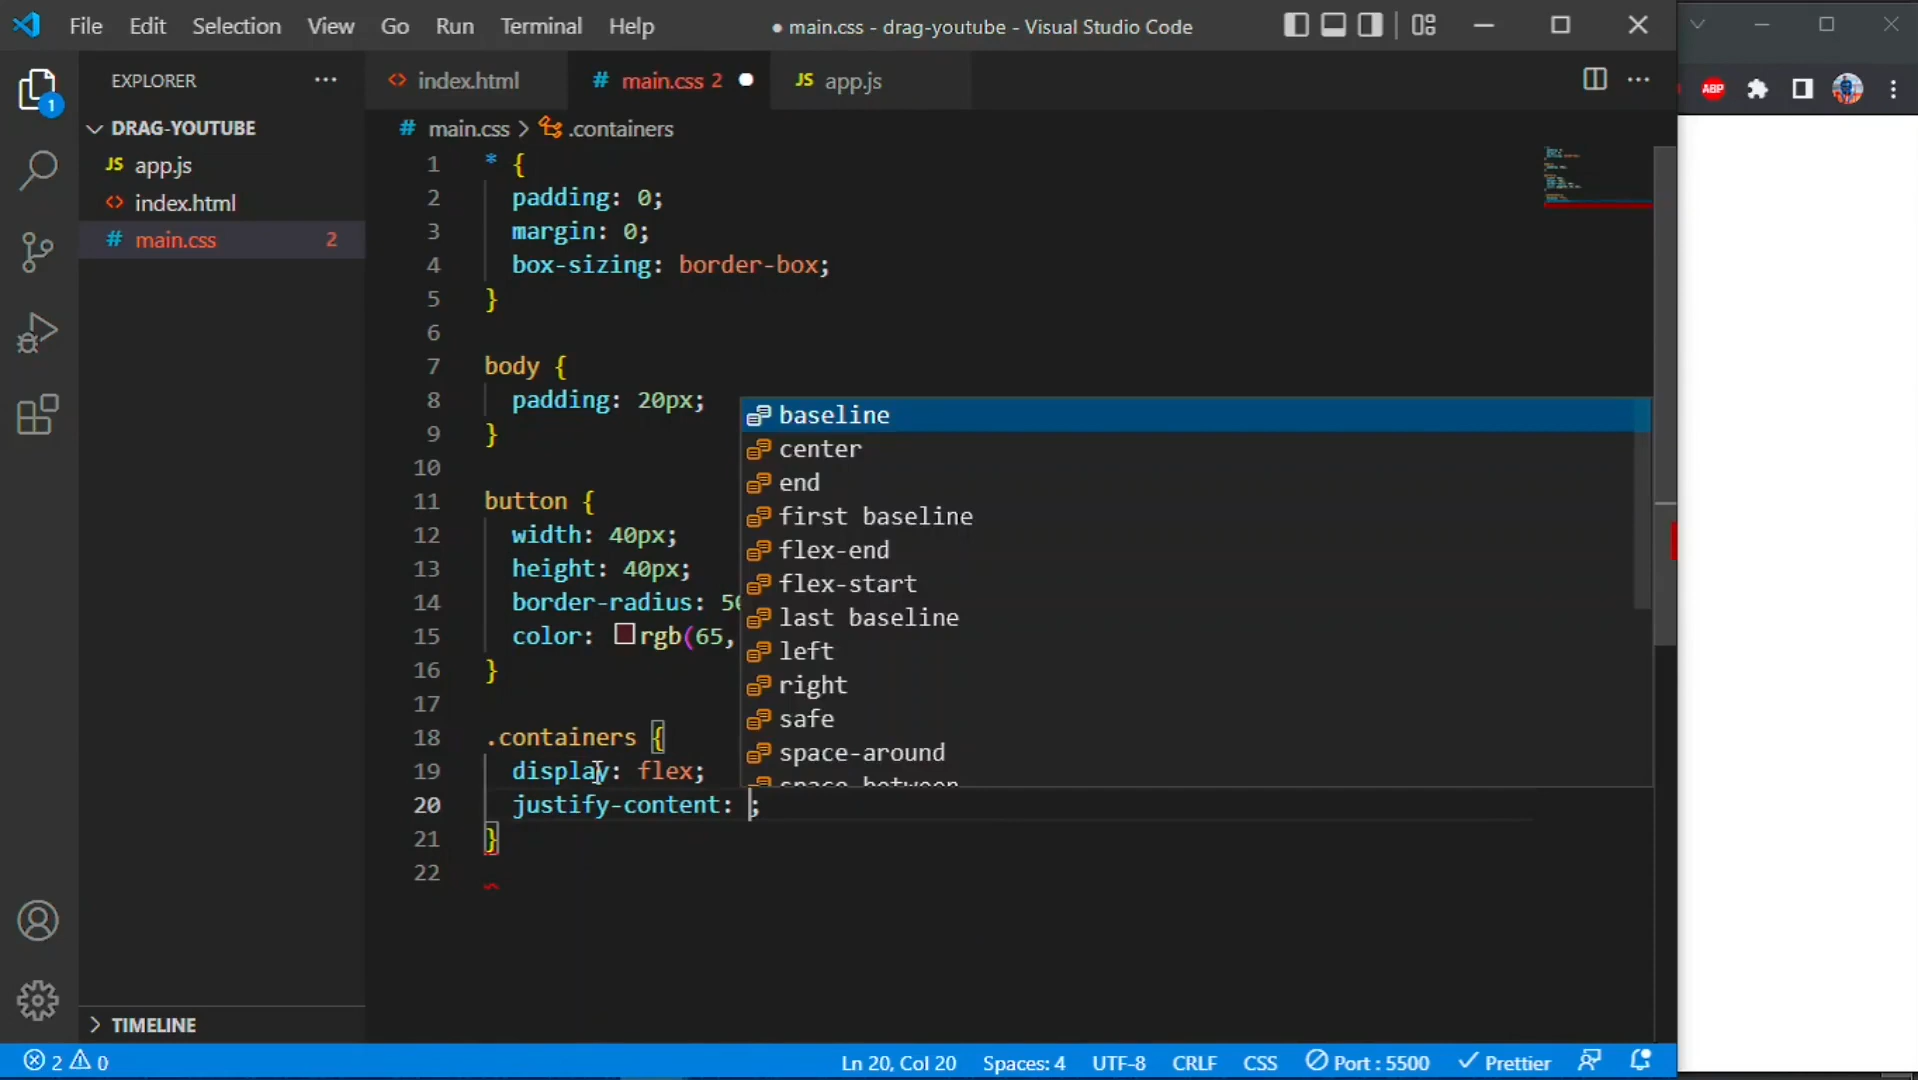 File Edit Selection View Go Run Terminal Help ● main.css - drag-youtube - Visual Studio Code
EXPLORER ···
<> index.html # main.css 2 ● JS app.js ···
ABP
DRAG-YOUTUBE
JS app.js
<> index.html
# main.css 2
# main.css > .containers
1 * {
2 padding: 0;
3 margin: 0;
4 box-sizing: border-box;
5 }
6
7 body {
8 padding: 20px;
9 }
10
11 button {
12 width: 40px;
13 height: 40px;
14 border-radius: 50
15 color: rgb(65,
16 }
17
18 .containers {
19 display: flex;
20 justify-content: ;
21 }
22
baseline
center
end
first baseline
flex-end
flex-start
last baseline
left
right
safe
space-around
space-between
1
TIMELINE
2 0 Ln 20, Col 20 Spaces: 4 UTF-8 CRLF CSS Port : 5500 Prettier